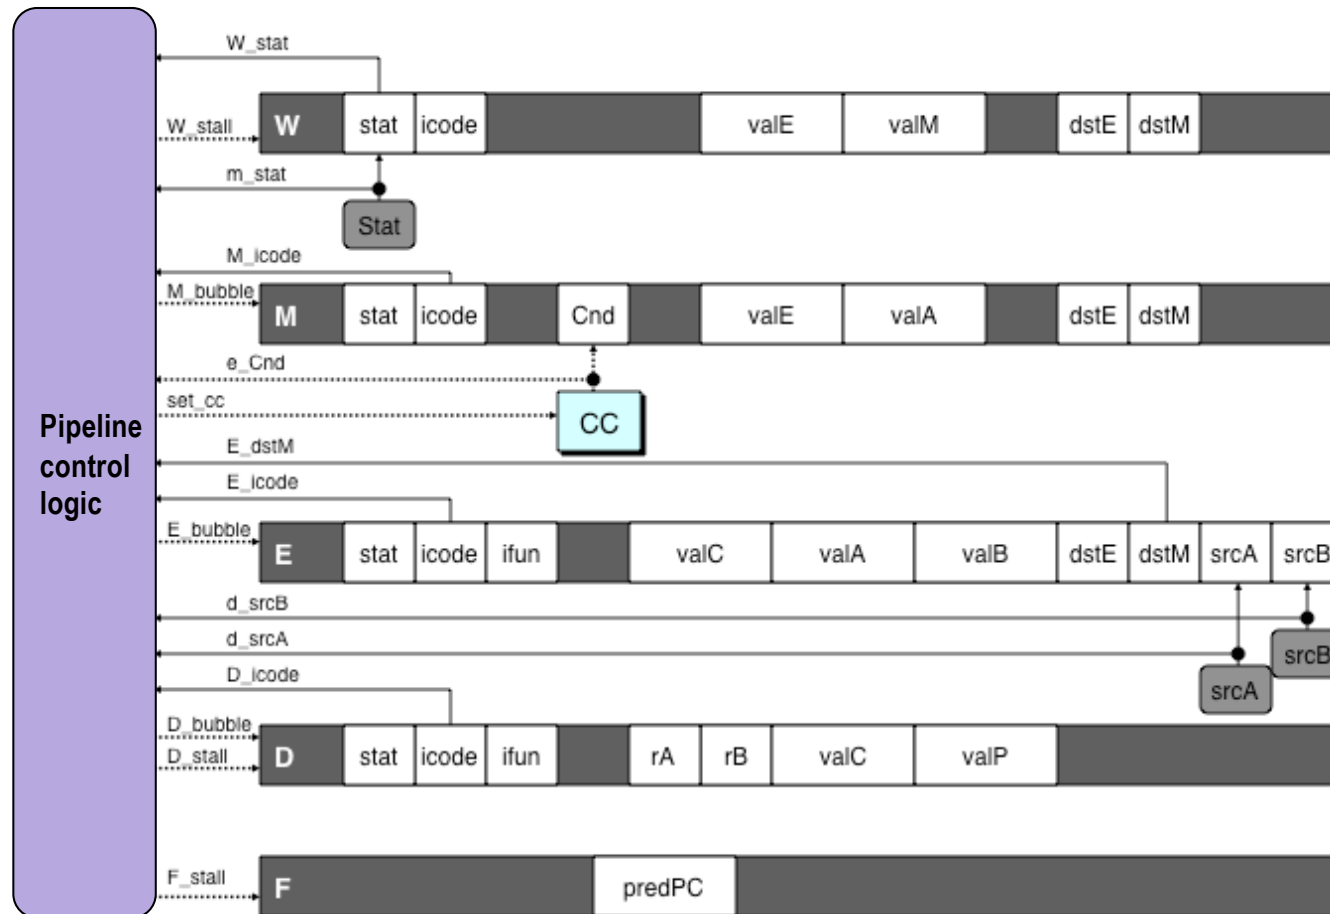 W_stat
W_stall
W stat icode valE valM dstE dstM
m_stat
Stat
M_icode
M_bubble
M stat icode Cnd valE valA dstE dstM
e_Cnd
set_cc
CC
Pipeline
control
logic
E_dstM
E_icode
E_bubble
E stat icode ifun valC valA valB dstE dstM srcA srcB
d_srcB
d_srcA
srcB
D_icode
srcA
D_bubble
D_stall
D stat icode ifun rA rB valC valP
F_stall
F predPC